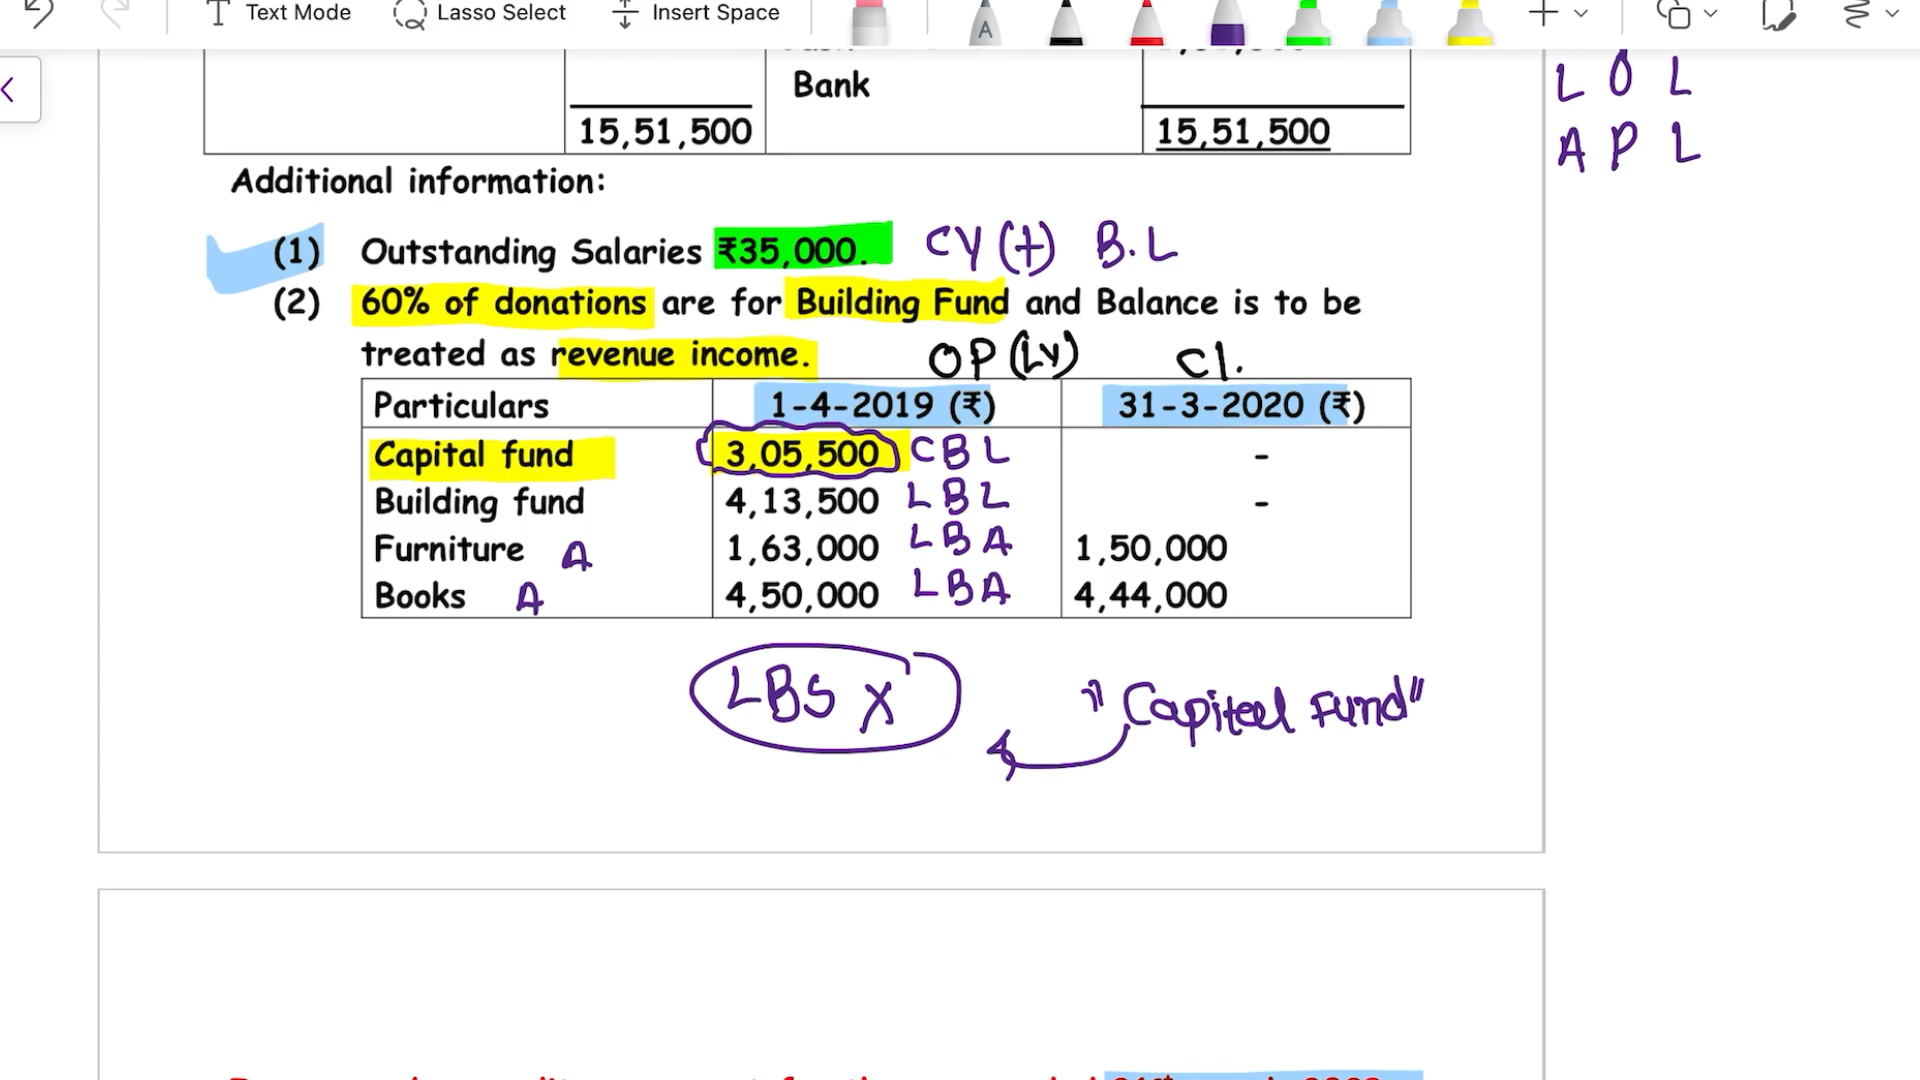 Text Mode Lasso Select Insert Space
A
L O L
Bank
15,51,500 15,51,500
A P L
Additional information:
(1) Outstanding Salaries ₹35,000. CY (+) B.L
(2) 60% of donations are for Building Fund and Balance is to be
treated as revenue income. OP (LY) Cl.
Particulars 1-4-2019 (₹) 31-3-2020 (₹)
Capital fund 3,05,500 CBL -
Building fund 4,13,500 LBL -
Furniture A 1,63,000 LBA 1,50,000
Books A 4,50,000 LBA 4,44,000
LBS X "Capital Fund"